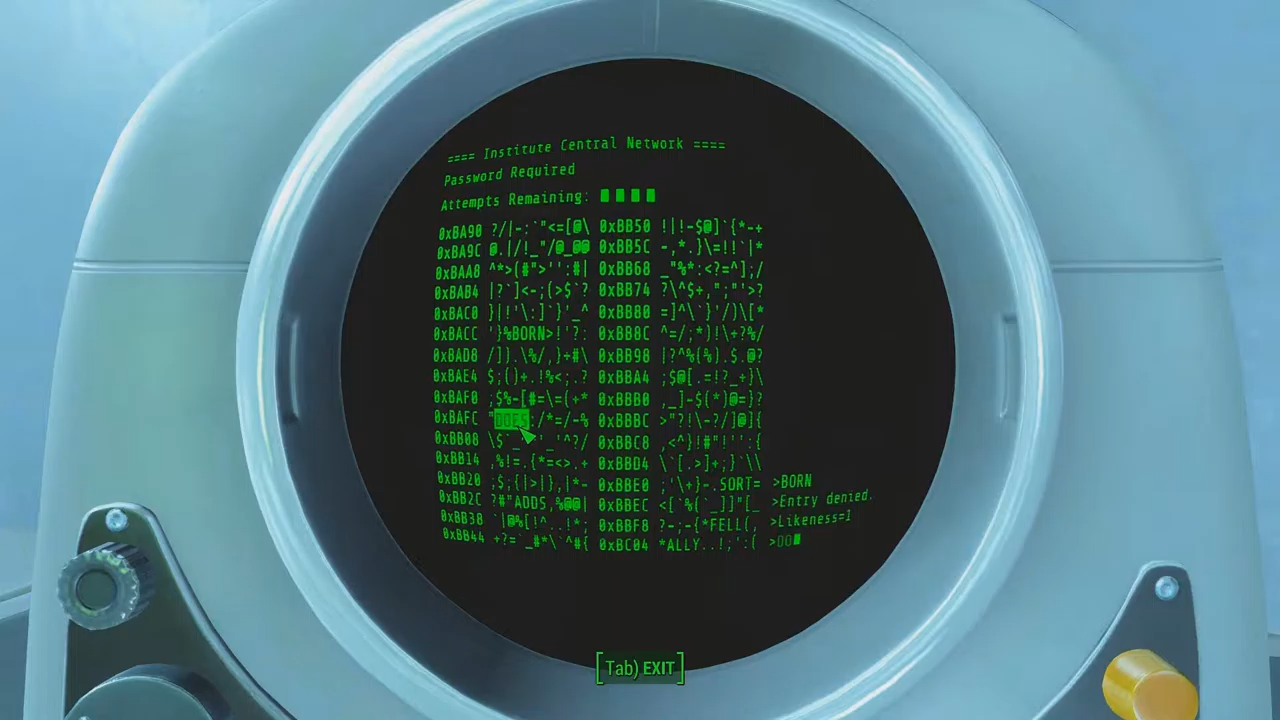 ==== Institute Central Network ====
Password Required
Attempts Remaining: ■ ■ ■ ■
0xBA90 ?/|-:`"<=[@\ 0xBB50 !|!-$@]`{*-+
0xBA9C @.|/!_"/@_@@ 0xBB5C -,*.}\=!!`|*
0xBAA8 ^*>(#">'':#| 0xBB68 _"%*:<?=^];/
0xBAB4 |?`]<-;(>$`? 0xBB74 ?\^$+,";"'>?
0xBAC0 }|!'\:]`}'_^ 0xBB80 =]^\`}'/)\[*
0xBACC '}%BORN>!'?: 0xBB8C ^=/;*)!\+?%/
0xBAD8 /]}.\%/,}+#\ 0xBB98 |?^%(%).$.@?
0xBAE4 $;()+.!%<;.? 0xBBA4 ;$@[.=!?_+}\
0xBAF0 ;$%-[#=\=(+* 0xBBB0 ,_]-$(*)@=}?
0xBAFC "DOES:/*=/-% 0xBBBC >"?!\-?/]@]{
0xBB08 0xBBC8 ,<^}!#"!'':{
0xBB14 ,%!=.{*=<>.+ 0xBBD4 \`[.>]+;}`\\
0xBB20 ;$;{|>|},|*- 0xBBE0 ;'\+}-.SORT= >BORN
0xBB2C ?#"ADDS,%@@| 0xBBEC <[`%(`_]]"[_ >Entry denied.
0xBB38 `|@%[!^..!*; 0xBBF8 ?-;-{*FELL(, >Likeness=1
0xBB44 +?=`_#*\`^#{ 0xBC04 *ALLY..!;':( >DO■
[Tab) EXIT]